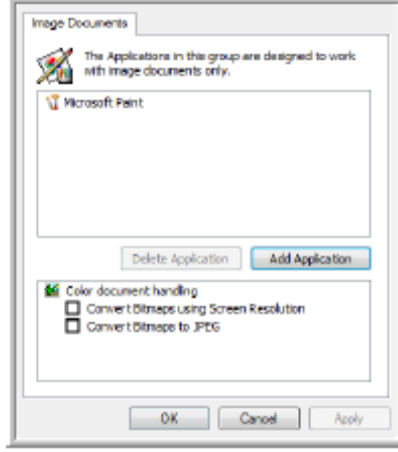 Image Documents
The Applications in this group are designed to work
with image documents only.
Microsoft Paint
Delete Application
Add Application
Color document handling
Convert Bitmaps using Screen Resolution
Convert Bitmaps to JPEG
OK
Cancel
Apply